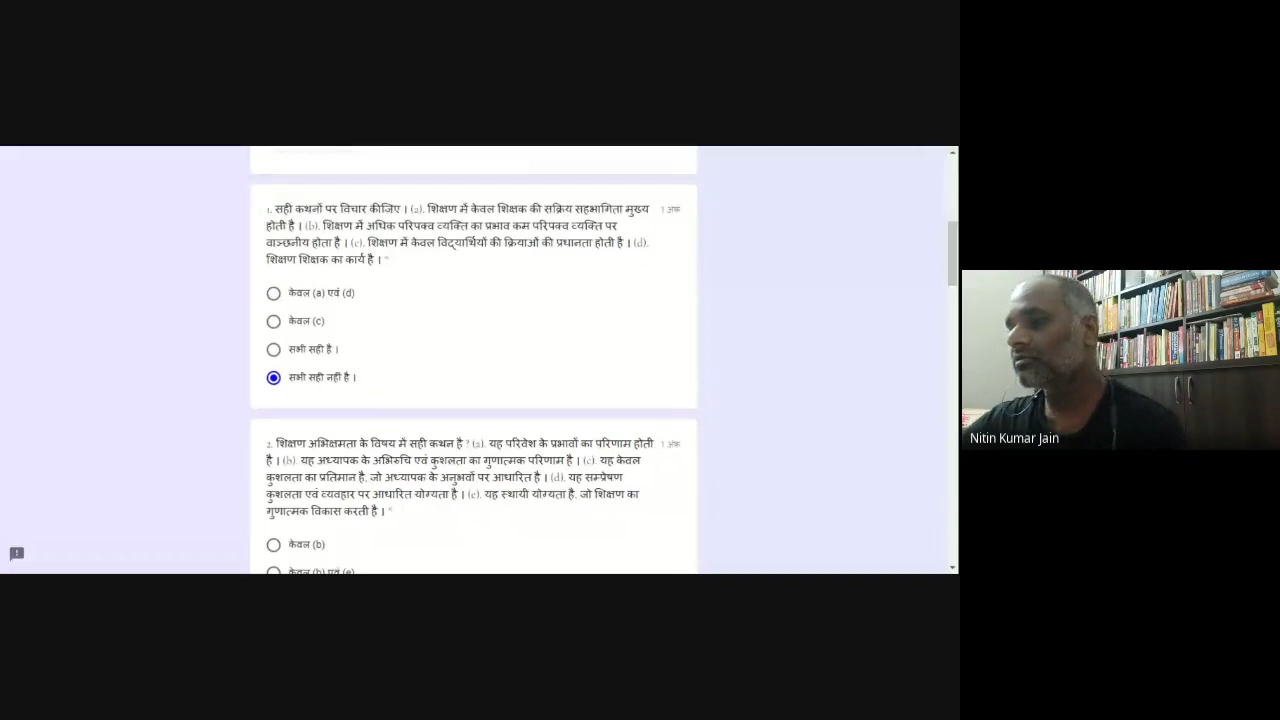 1. सही कथनों पर विचार कीजिए । (a). शिक्षण में केवल शिक्षक की सक्रिय सहभागिता मुख्य
1 अंक
होती है । (b). शिक्षण में अधिक परिपक्व व्यक्ति का प्रभाव कम परिपक्व व्यक्ति पर
वाञ्छनीय होता है । (c). शिक्षण में केवल विद्यार्थियों की क्रियाओं की प्रधानता होती है । (d).
शिक्षण शिक्षक का कार्य है । *
केवल (a) एवं (d)
केवल (c)
सभी सही है ।
सभी सही नहीं है ।
2. शिक्षण अभिक्षमता के विषय में सही कथन है ? (a). यह परिवेश के प्रभावों का परिणाम होती
1 अंक
है । (b). यह अध्यापक के अभिरुचि एवं कुशलता का गुणात्मक परिणाम है । (c). यह केवल
कुशलता का प्रतिमान है, जो अध्यापक के अनुभवों पर आधारित है । (d). यह सम्प्रेषण
कुशलता एवं व्यवहार पर आधारित योग्यता है । (e). यह स्थायी योग्यता है, जो शिक्षण का
गुणात्मक विकास करती है । *
केवल (b)
केवल (b) एवं (e)
Nitin Kumar Jain